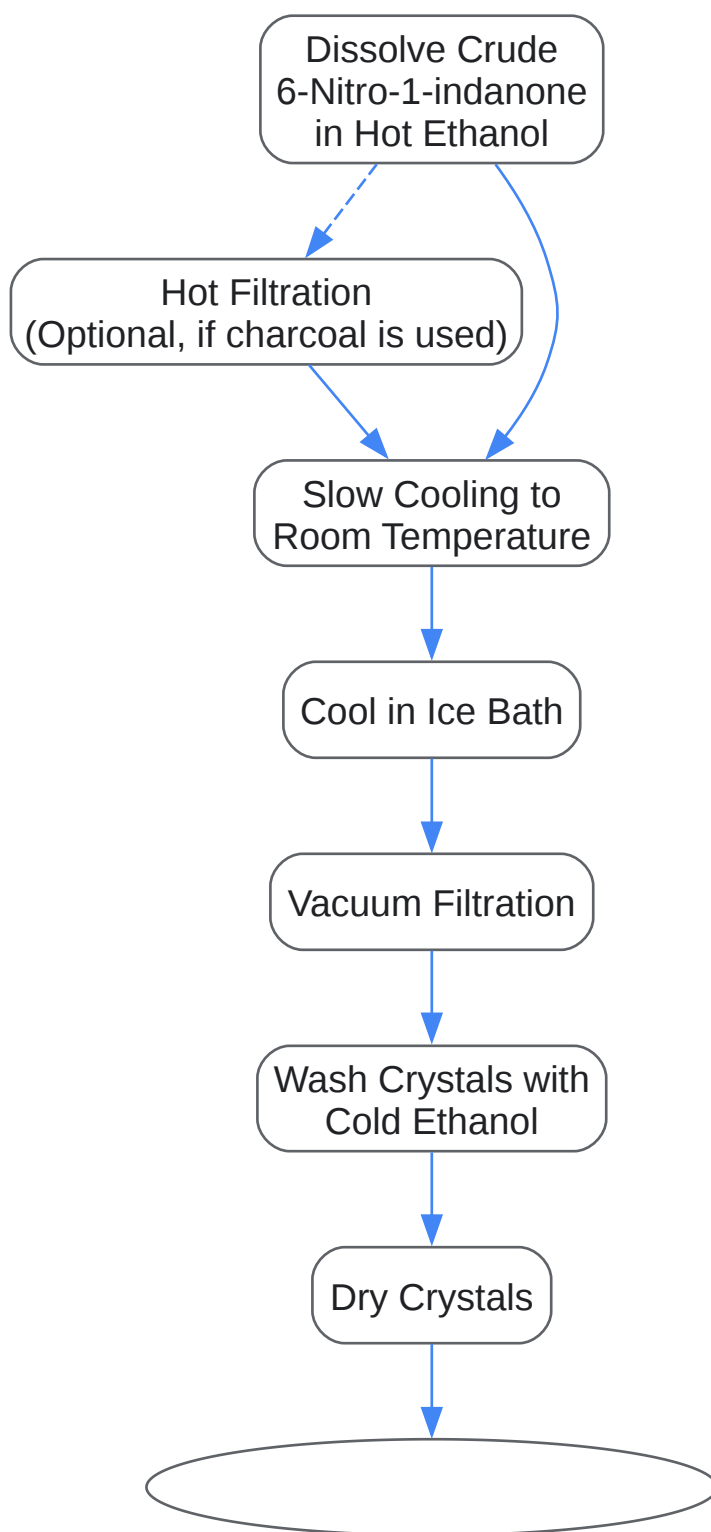 Dissolve Crude
6-Nitro-1-indanone
in Hot Ethanol
Hot Filtration
(Optional, if charcoal is used)
Slow Cooling to
Room Temperature
Cool in Ice Bath
Vacuum Filtration
Wash Crystals with
Cold Ethanol
Dry Crystals